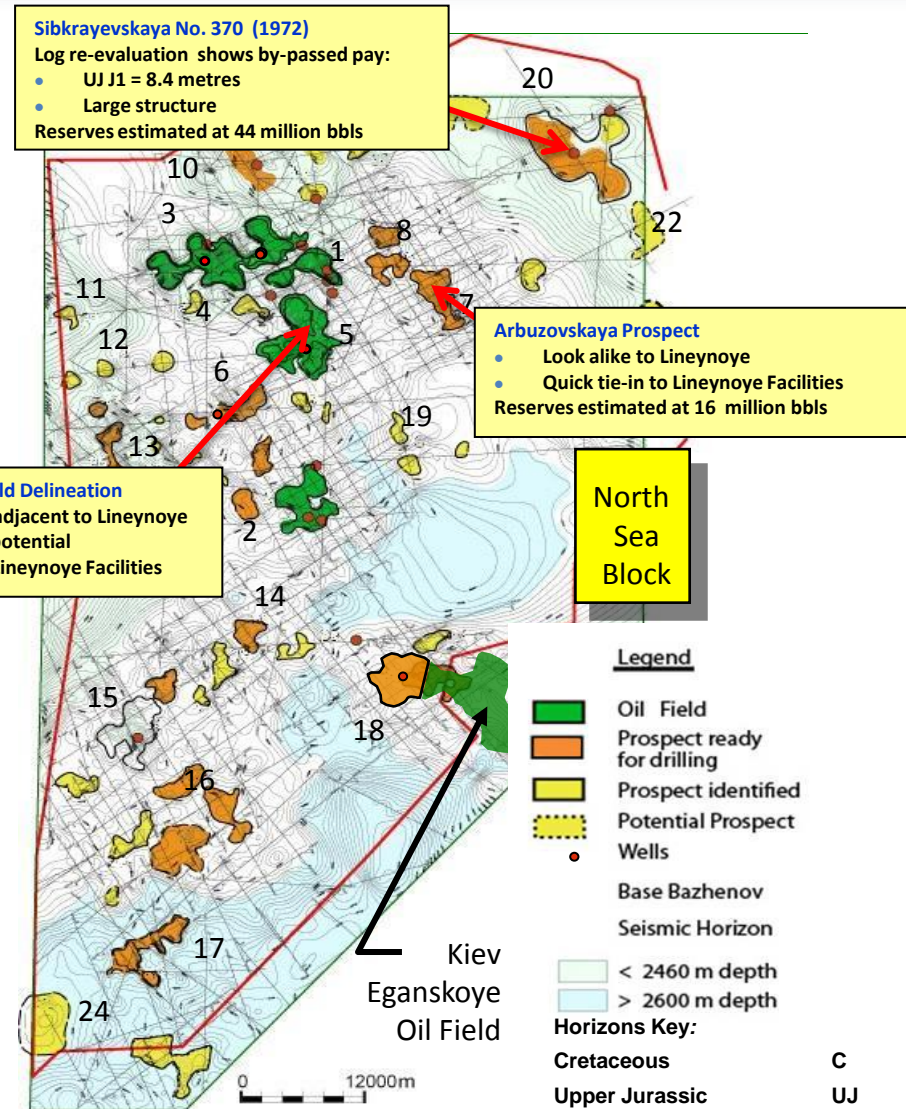 Sibkrayevskaya No. 370 (1972)
Log re-evaluation shows by-passed pay:
• UJ J1 = 8.4 metres
• Large structure
Reserves estimated at 44 million bbls
20
10
3
8
22
1
11
4
7
5
12
6
Arbuzovskaya Prospect
• Look alike to Lineynoye
• Quick tie-in to Lineynoye Facilities
Reserves estimated at 16 million bbls
19
13
ld Delineation
adjacent to Lineynoye
potential
ineynoye Facilities
2
North
Sea
Block
14
15
18
16
17
24
Kiev
Eganskoye
Oil Field
0 12000m
Legend
Oil Field
Prospect ready
for drilling
Prospect identified
Potential Prospect
Wells
Base Bazhenov
Seismic Horizon
< 2460 m depth
> 2600 m depth
Horizons Key:
Cretaceous C
Upper Jurassic UJ